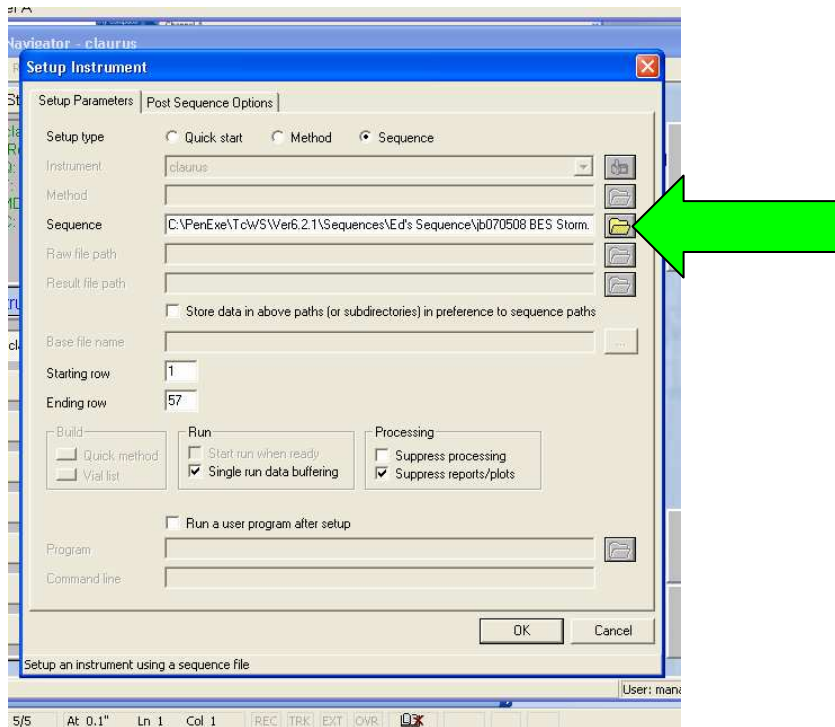 Navigator - claurus
Setup Instrument
Setup Parameters Post Sequence Options
Setup type Quick start Method Sequence
Instrument claurus
Method
Sequence C:\PenExe\TcWS\Ver6.2.1\Sequences\Ed's Sequence\jb070508 BES Storm.
Raw file path
Result file path
Store data in above paths (or subdirectories) in preference to sequence paths
Base file name ...
Starting row 1
Ending row 57
Build Run Processing
Quick method Start run when ready Suppress processing
Vial list Single run data buffering Suppress reports/plots
Run a user program after setup
Program
Command line
OK Cancel
Setup an instrument using a sequence file
User: mana
5/5 At 0.1" Ln 1 Col 1 REC TRK EXT OVR